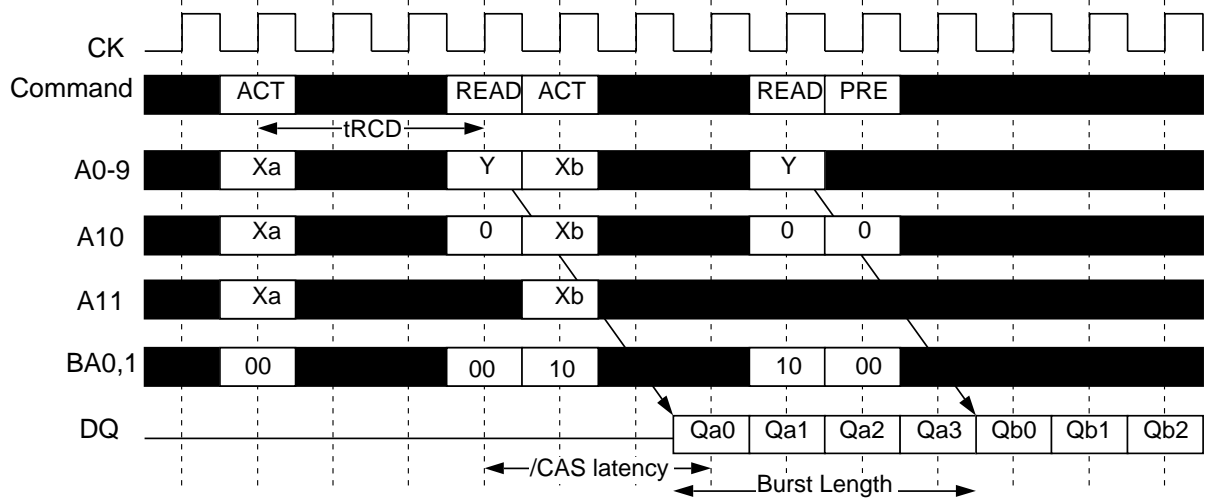 CK
Command ACT READ ACT READ PRE
tRCD
A0-9 Xa Y Xb Y
A10 Xa 0 Xb 0 0
A11 Xa Xb
BA0,1 00 00 10 10 00
DQ Qa0 Qa1 Qa2 Qa3 Qb0 Qb1 Qb2
/CAS latency
Burst Length